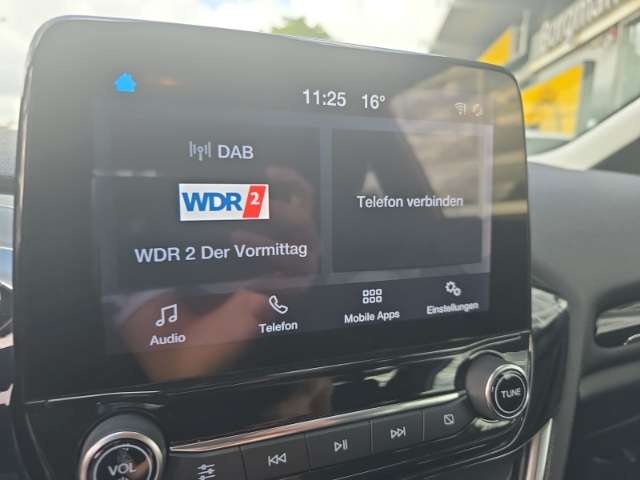 Borgmann
11:25 16°
DAB
WDR 2
WDR 2 Der Vormittag
Telefon verbinden
Audio
Telefon
Mobile Apps
Einstellungen
VOL
TUNE